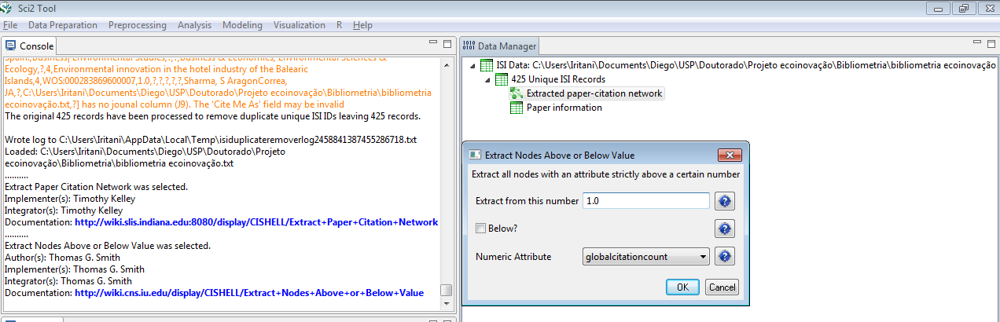 Sci2 Tool
File Data Preparation Preprocessing Analysis Modeling Visualization R Help
Console
Spain.,Business| Environmental Studies,?,?,Business & Economics, Environmental Sciences &
Ecology,?,4,Environmental innovation in the hotel industry of the Balearic
Islands,4,WOS:000283869600007,1.0,?,?,?,?,?,Sharma, S AragonCorrea,
JA,?,C:\Users\Iritani\Documents\Diego\USP\Doutorado\Projeto ecoinovação\Bibliometria\bibliometria
ecoinovação.txt,?] has no jounal column (J9). The 'Cite Me As' field may be invalid
The original 425 records have been processed to remove duplicate unique ISI IDs leaving 425 records.
Wrote log to C:\Users\Iritani\AppData\Local\Temp\isiduplicateremoverlog2458841387455286718.txt
Loaded: C:\Users\Iritani\Documents\Diego\USP\Doutorado\Projeto
ecoinovação\Bibliometria\bibliometria ecoinovação.txt
..........
Extract Paper Citation Network was selected.
Implementer(s): Timothy Kelley
Integrator(s): Timothy Kelley
Documentation: http://wiki.slis.indiana.edu:8080/display/CISHELL/Extract+Paper+Citation+Network
..........
Extract Nodes Above or Below Value was selected.
Author(s): Thomas G. Smith
Implementer(s): Thomas G. Smith
Integrator(s): Thomas G. Smith
Documentation: http://wiki.cns.iu.edu/display/CISHELL/Extract+Nodes+Above+or+Below+Value
Data Manager
ISI Data: C:\Users\Iritani\Documents\Diego\USP\Doutorado\Projeto ecoinovação\Bibliometria\bibliometria ecoinovação
425 Unique ISI Records
Extracted paper-citation network
Paper information
Extract Nodes Above or Below Value
Extract all nodes with an attribute strictly above a certain number
Extract from this number 1.0
Below?
Numeric Attribute globalcitationcount
OK Cancel